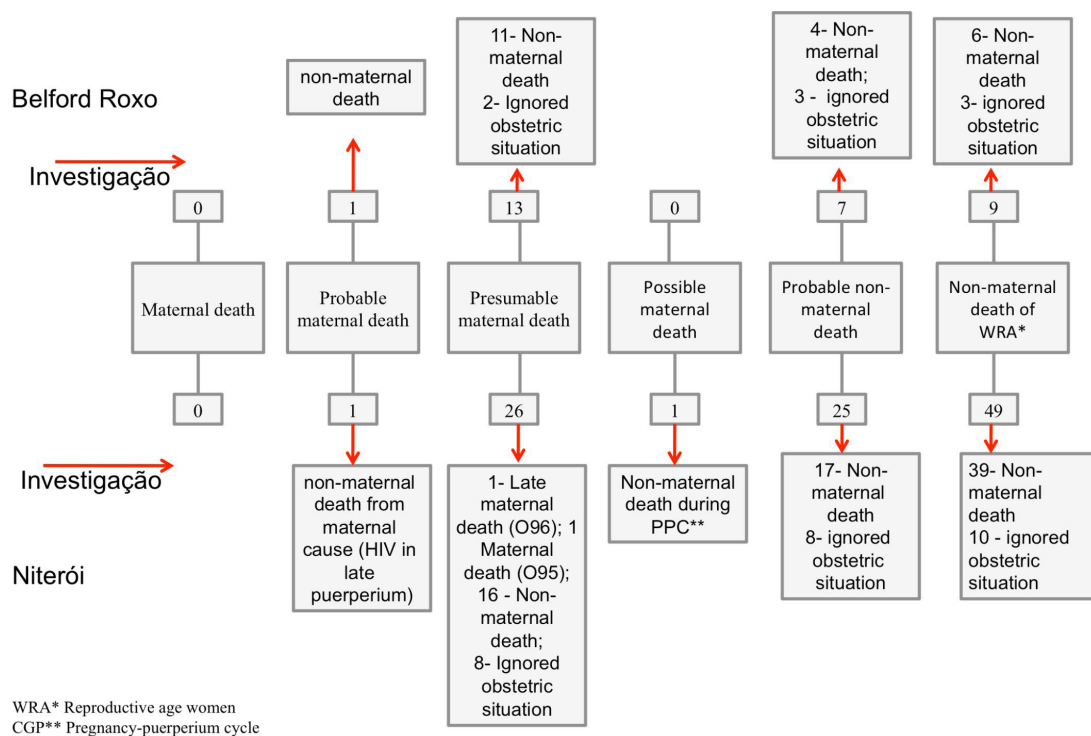 Belford Roxo
Investigação
non-maternal
death
11- Non-
maternal
death
2- Ignored
obstetric
situation
4- Non-
maternal
death;
3 -  ignored
obstetric
situation
6- Non-
maternal
death
3- ignored
obstetric
situation
0
1
13
0
7
9
Maternal death
Probable
maternal death
Presumable
maternal death
Possible
maternal
death
Probable non-
maternal
death
Non-maternal
death of
WRA*
0
1
26
1
25
49
Investigação
Niterói
non-maternal
death from
maternal
cause (HIV in
late
puerperium)
1- Late
maternal
death (O96); 1
Maternal
death (O95);
16 - Non-
maternal
death;
8- Ignored
obstetric
situation
Non-maternal
death during
PPC**
17- Non-
maternal
death
8- ignored
obstetric
situation
39- Non-
maternal
death
10 - ignored
obstetric
situation
WRA* Reproductive age women
CGP** Pregnancy-puerperium cycle